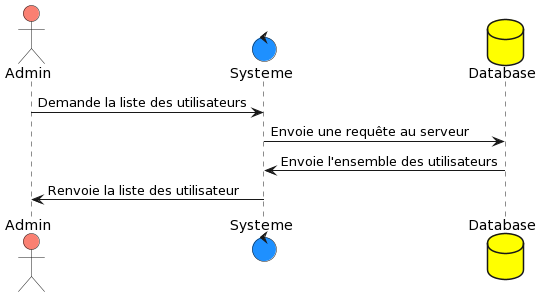 Admin
Systeme
Database
Demande la liste des utilisateurs
Envoie une requête au serveur
Envoie l'ensemble des utilisateurs
Renvoie la liste des utilisateur
Admin
Systeme
Database